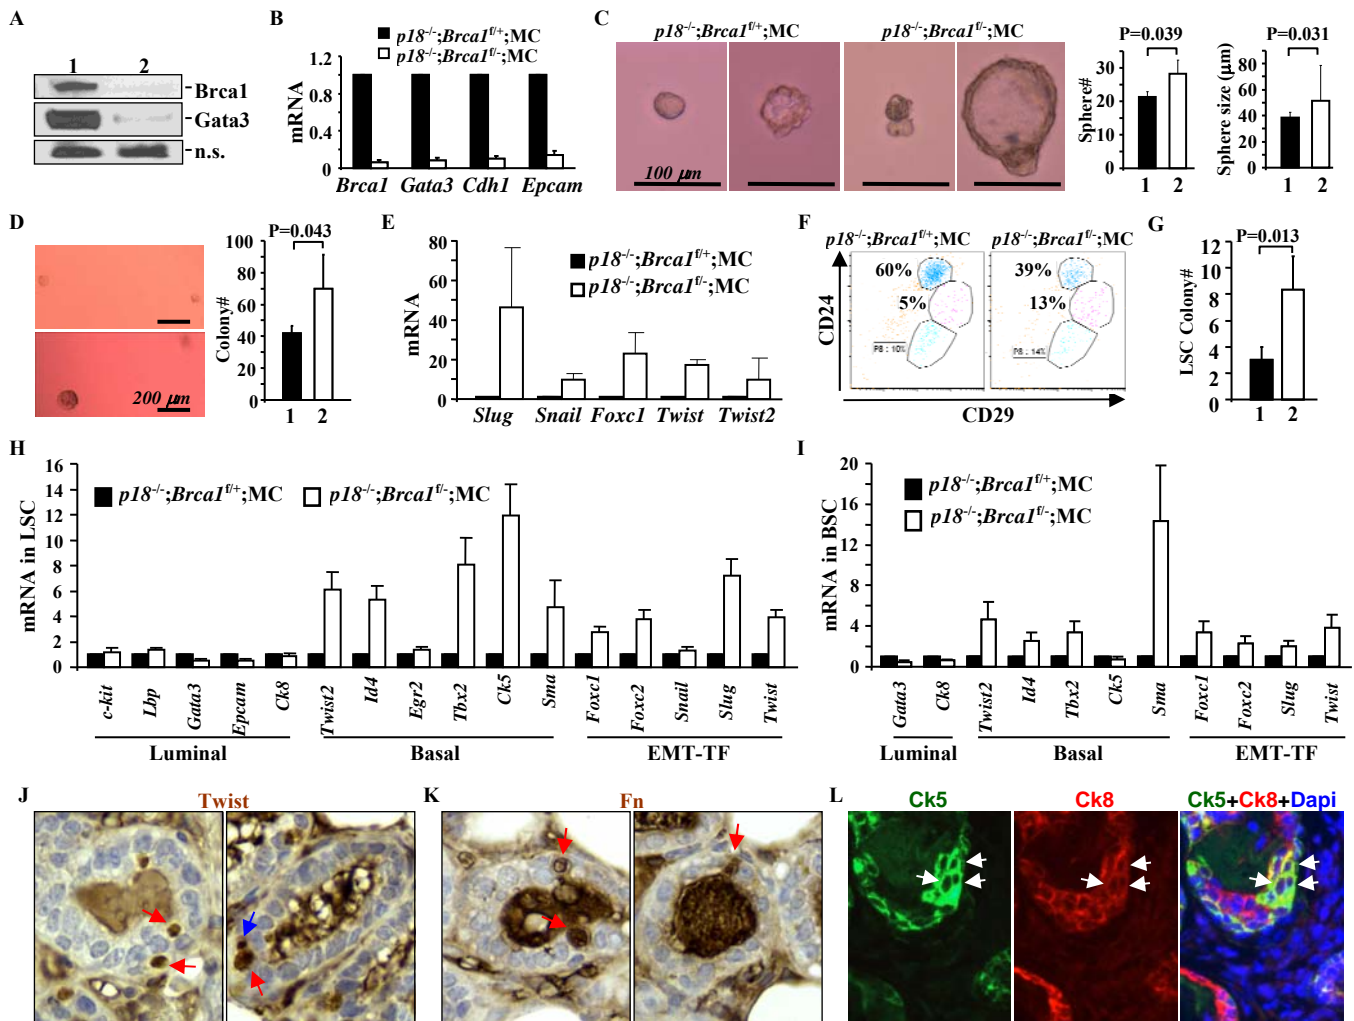 A
1 2
Brca1
Gata3
n.s.
B
p18-/-;Brca1f/+;MC
p18-/-;Brca1f/-;MC
mRNA
1.2
0.8
0.4
0
Brca1 Gata3 Cdh1 Epcam
C
p18-/-;Brca1f/+;MC p18-/-;Brca1f/-;MC
100 μm
P=0.039
Sphere#
30
20
10
0
1 2
P=0.031
Sphere size (μm)
80
60
40
20
0
1 2
D
200 μm
P=0.043
Colony#
100
80
60
40
20
0
1 2
E
p18-/-;Brca1f/+;MC
p18-/-;Brca1f/-;MC
mRNA
80
60
40
20
0
Slug Snail Foxc1 Twist Twist2
F
p18-/-;Brca1f/+;MC p18-/-;Brca1f/-;MC
60% 39%
5% 13%
P8 : 10% P8 : 14%
CD24
CD29
G
P=0.013
LSC Colony#
12
10
8
6
4
2
0
1 2
H
p18-/-;Brca1f/+;MC p18-/-;Brca1f/-;MC
mRNA in LSC
16
14
12
10
8
6
4
2
0
c-kit Lbp Gata3 Epcam Ck8 Twist2 Id4 Egr2 Tbx2 Ck5 Sma Foxc1 Foxc2 Snail Slug Twist
Luminal Basal EMT-TF
I
p18-/-;Brca1f/+;MC
p18-/-;Brca1f/-;MC
mRNA in BSC
20
16
12
8
4
0
Gata3 Ck8 Twist2 Id4 Tbx2 Ck5 Sma Foxc1 Foxc2 Slug Twist
Luminal Basal EMT-TF
J
Twist
K
Fn
L
Ck5 Ck8 Ck5+Ck8+Dapi